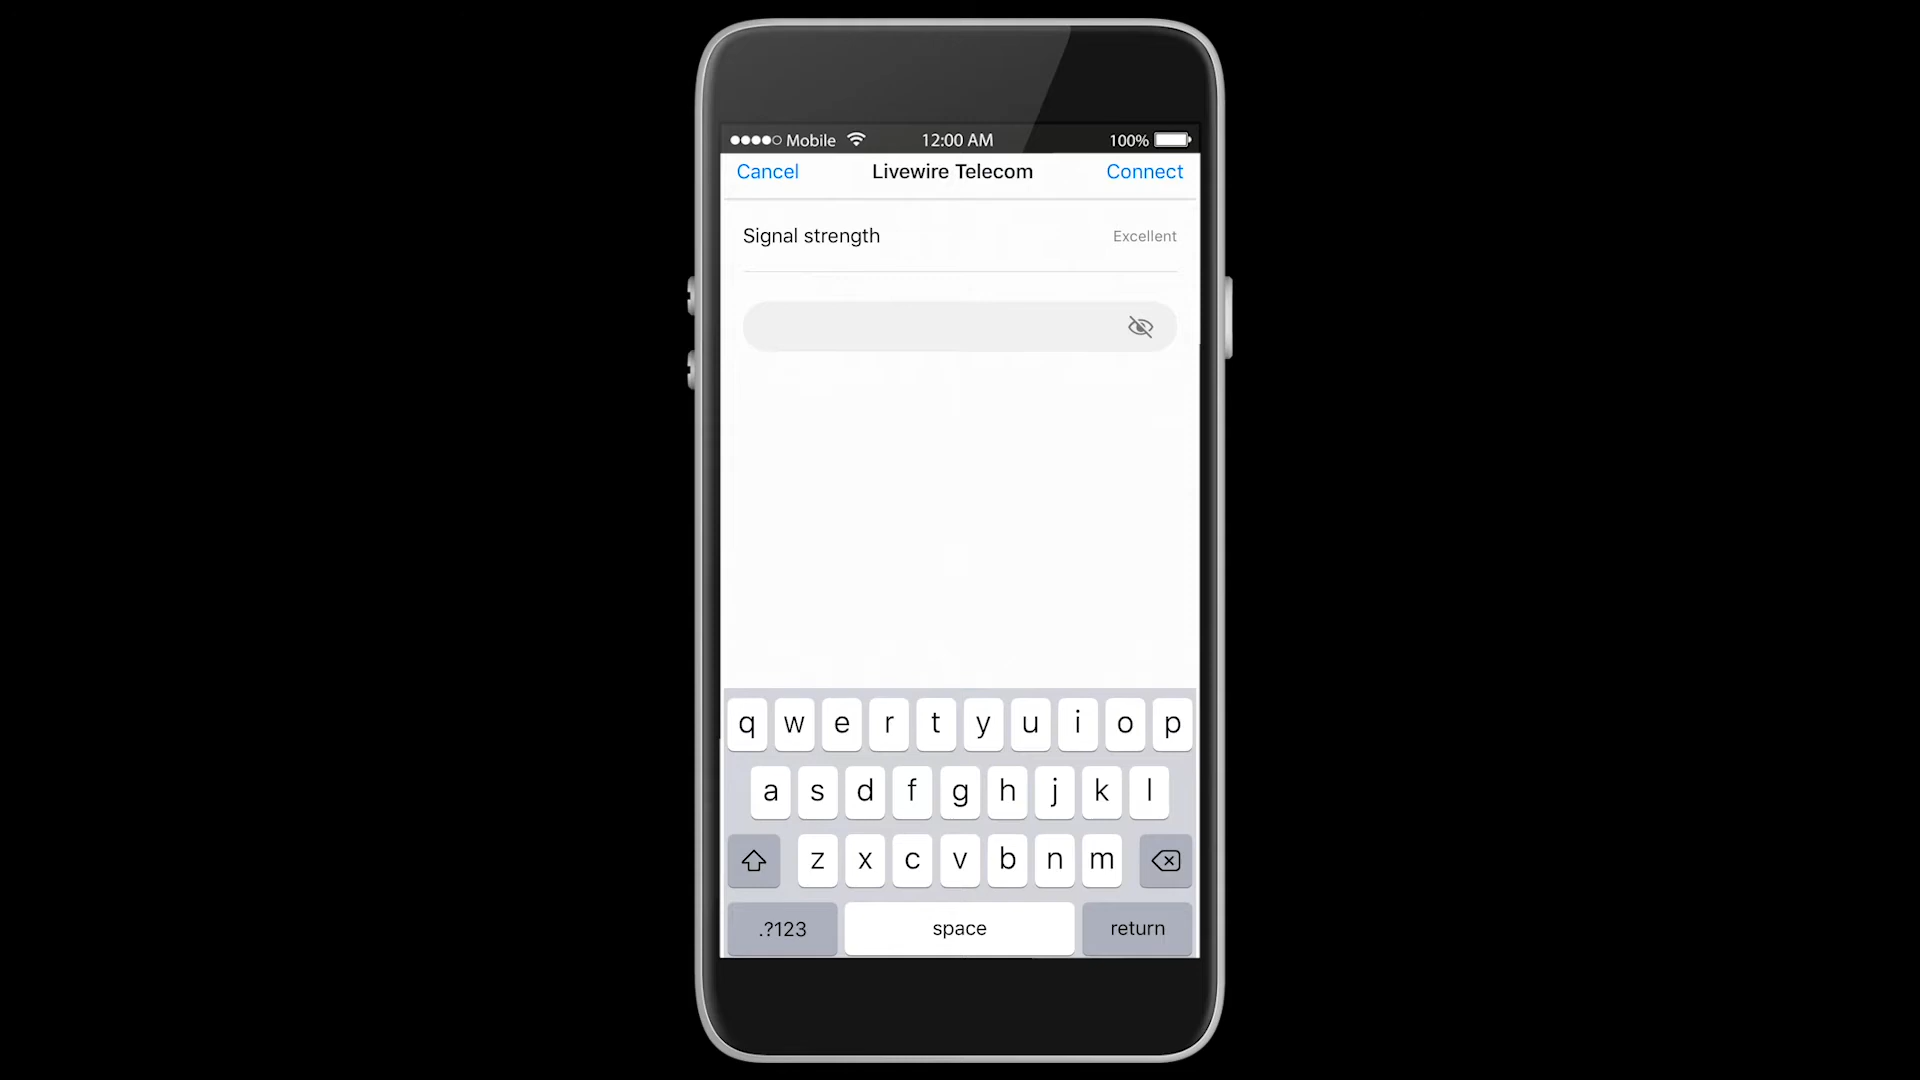 Mobile 12:00 AM 100%
Cancel Livewire Telecom Connect
Signal strength Excellent
q w e r t y u i o p
a s d f g h j k l
z x c v b n m
.?123 space return